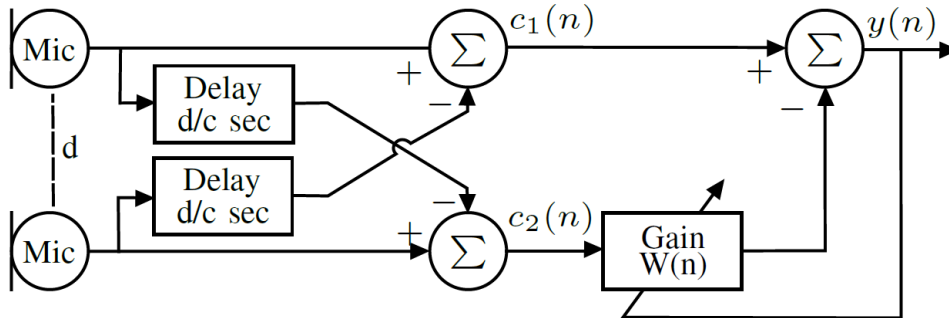 Mic
Σ
c₁(n)
Σ
y(n)
+
−
+
−
Delay
d/c sec
d
Delay
d/c sec
Mic
+
−
Σ
c₂(n)
Gain
W(n)